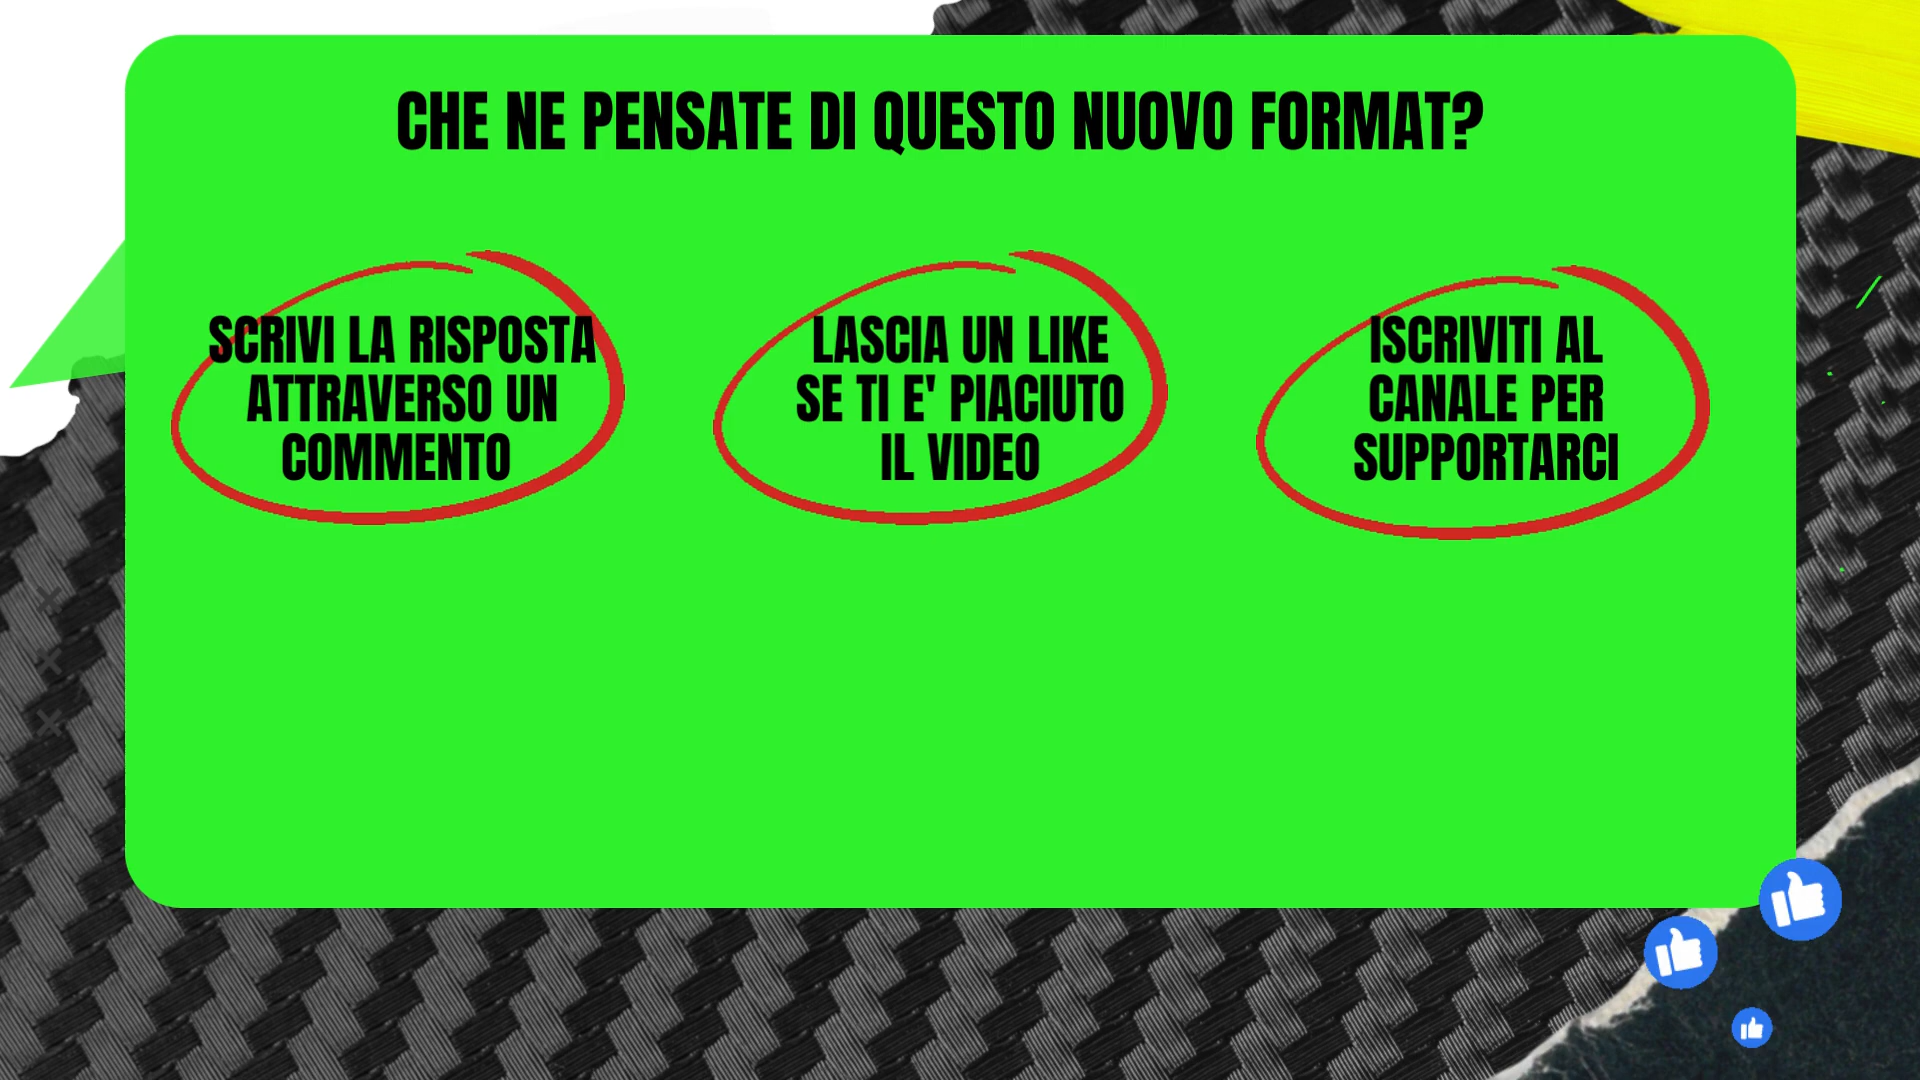 CHE NE PENSATE DI QUESTO NUOVO FORMAT?
SCRIVI LA RISPOSTA
ATTRAVERSO UN
COMMENTO
LASCIA UN LIKE
SE TI E' PIACIUTO
IL VIDEO
ISCRIVITI AL
CANALE PER
SUPPORTARCI